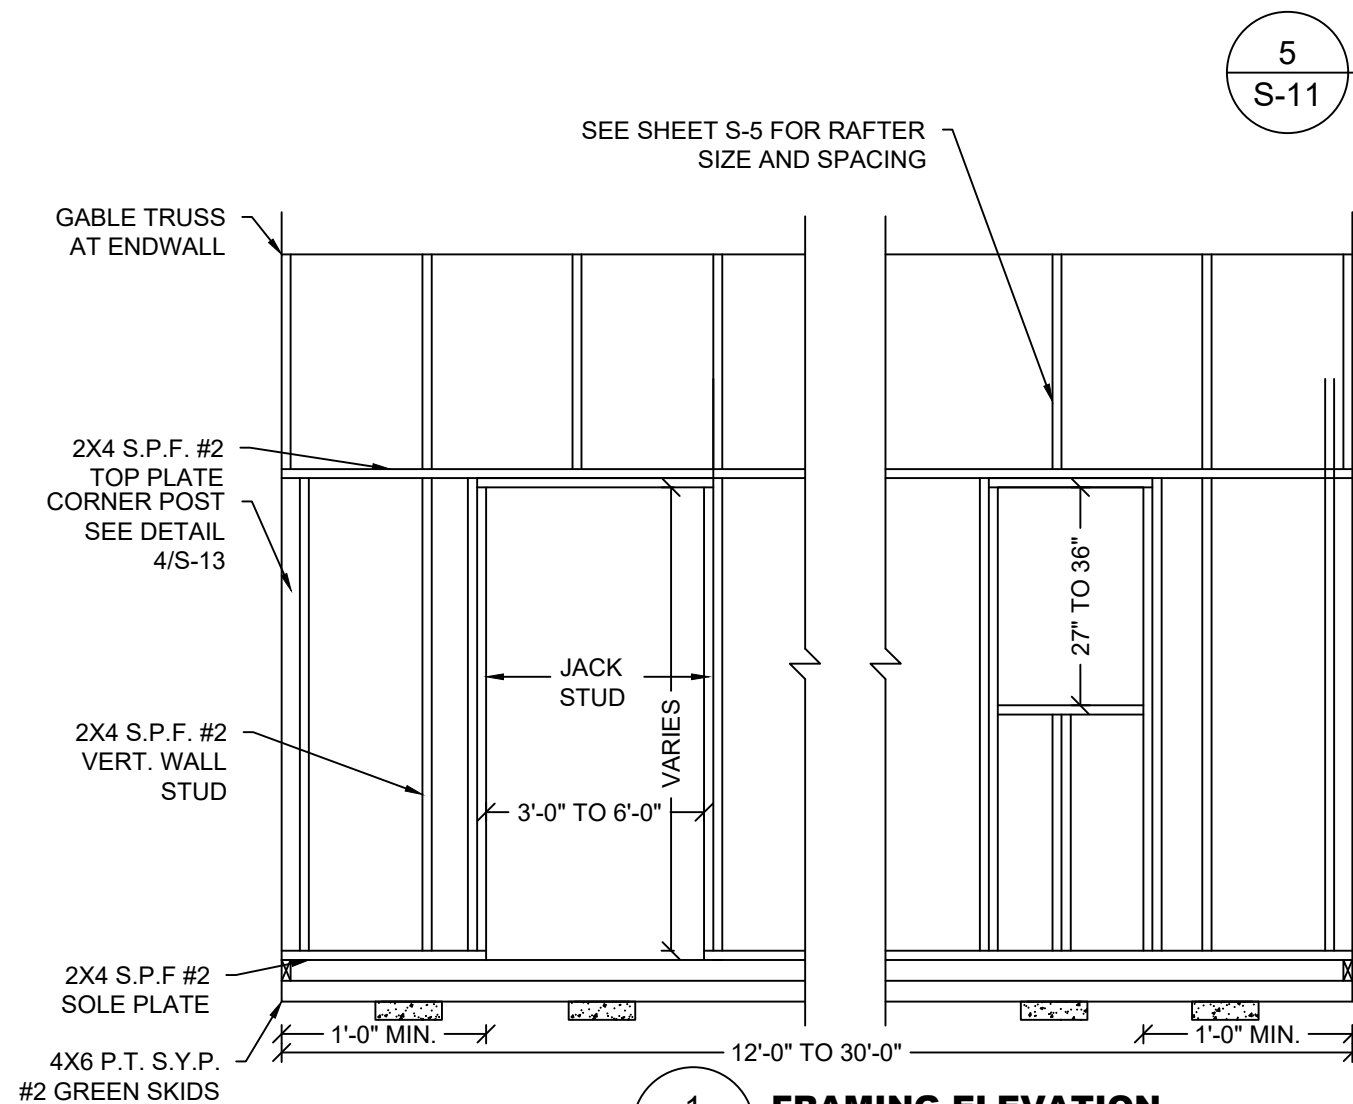 5
S-11
SEE SHEET S-5 FOR RAFTER
SIZE AND SPACING
GABLE TRUSS
AT ENDWALL
2X4 S.P.F. #2
TOP PLATE
CORNER POST
SEE DETAIL
4/S-13
27" TO 36"
JACK
STUD
VARIES
2X4 S.P.F. #2
VERT. WALL
STUD
3'-0" TO 6'-0"
2X4 S.P.F #2
SOLE PLATE
1'-0" MIN.
1'-0" MIN.
12'-0" TO 30'-0"
4X6 P.T. S.Y.P.
#2 GREEN SKIDS
1
FRAMING ELEVATION